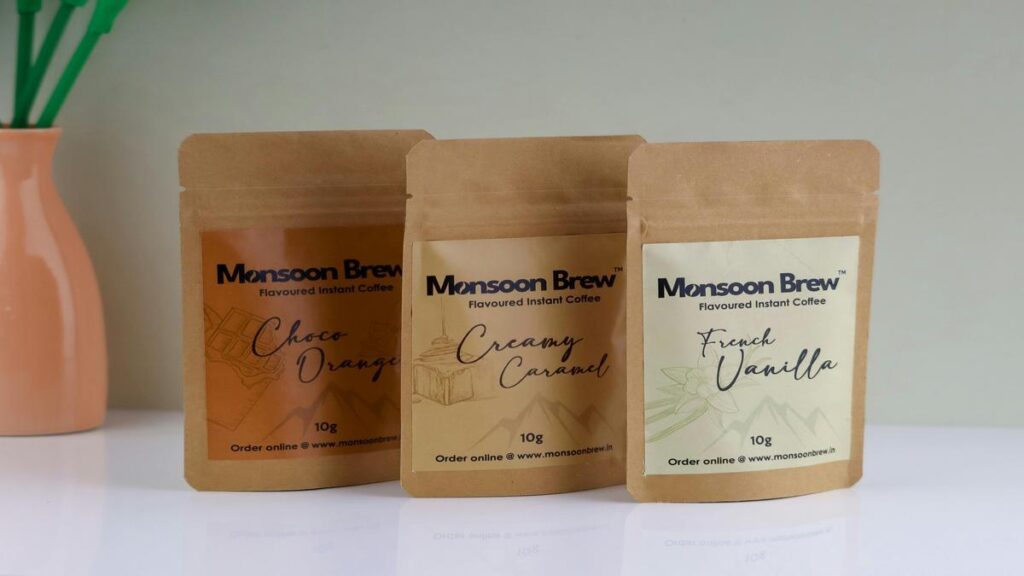 Monsoon Brew
Flavoured Instant Coffee
Choco
Orange
10g
Order online @ www.monsoonbrew.
Monsoon Brew™
Flavoured Instant Coffee
Creamy
Caramel
10g
Order online @ www.monsoonbrew.in
Monsoon Brew™
Flavoured Instant Coffee
French
Vanilla
10g
Order online @ www.monsoonbrew.in